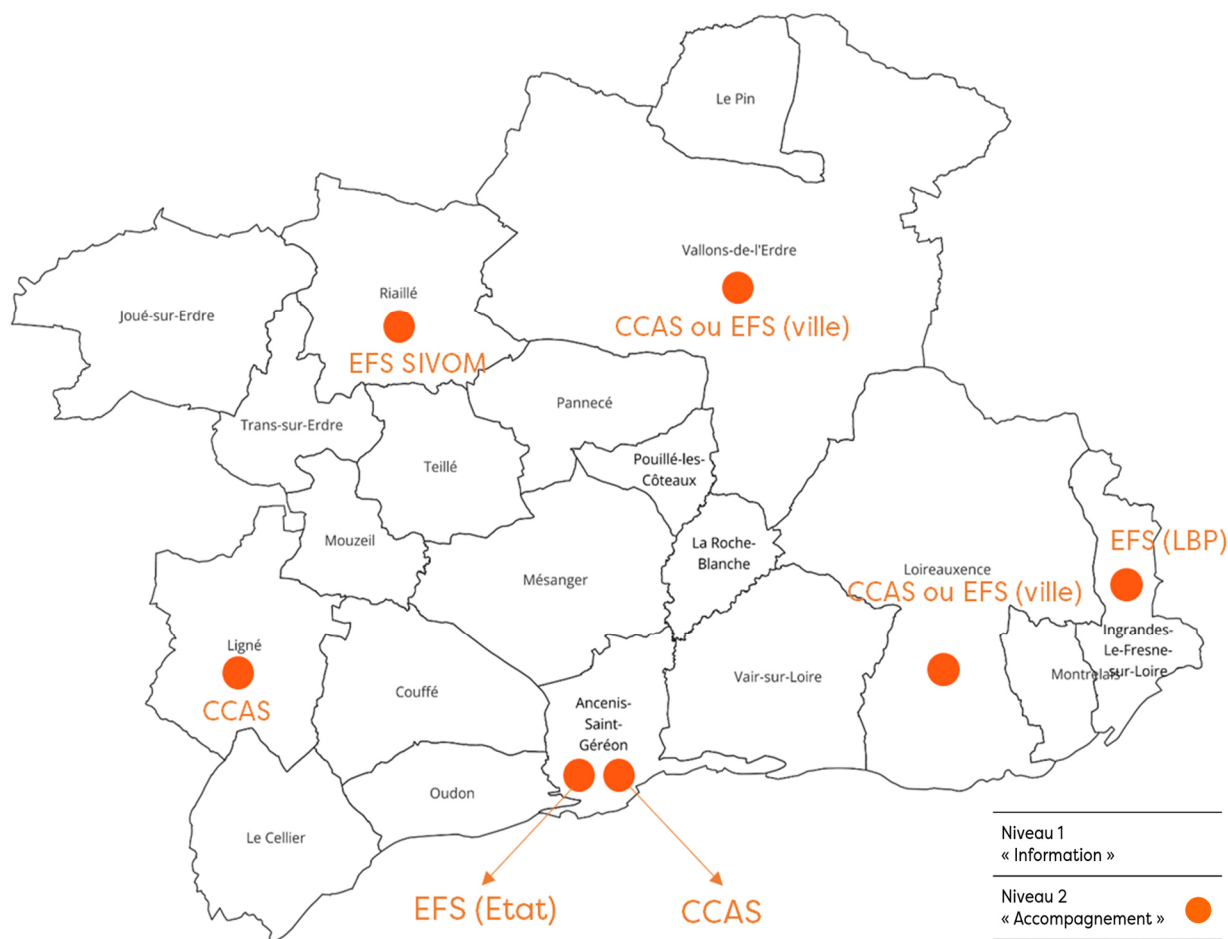 Le Pin
Vallons-de-l'Erdre
CCAS ou EFS (ville)
Riaillé
EFS SIVOM
Joué-sur-Erdre
Pannecé
Trans-sur-Erdre
Teillé
Pouillé-les-
Côteaux
Mouzeil
La Roche-
Blanche
EFS (LBP)
Mésanger
Loireauxence
CCAS ou EFS (ville)
Ingrandes-
Le-Fresne-
sur-Loire
Montrelais
Ligné
CCAS
Couffé
Vair-sur-Loire
Ancenis-
Saint-
Géréon
Oudon
Le Cellier
EFS (Etat)
CCAS
Niveau 1
« Information »
Niveau 2
« Accompagnement »